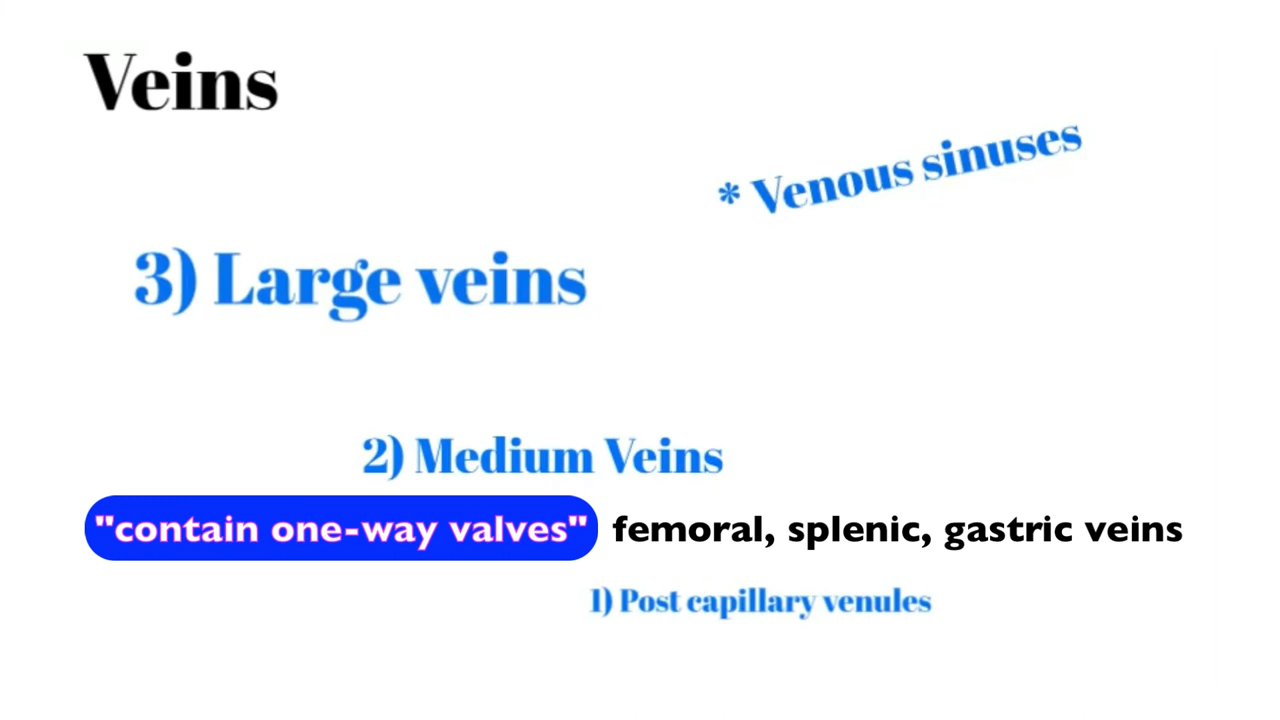 Veins
* Venous sinuses
3) Large veins
2) Medium Veins
"contain one-way valves" femoral, splenic, gastric veins
1) Post capillary venules